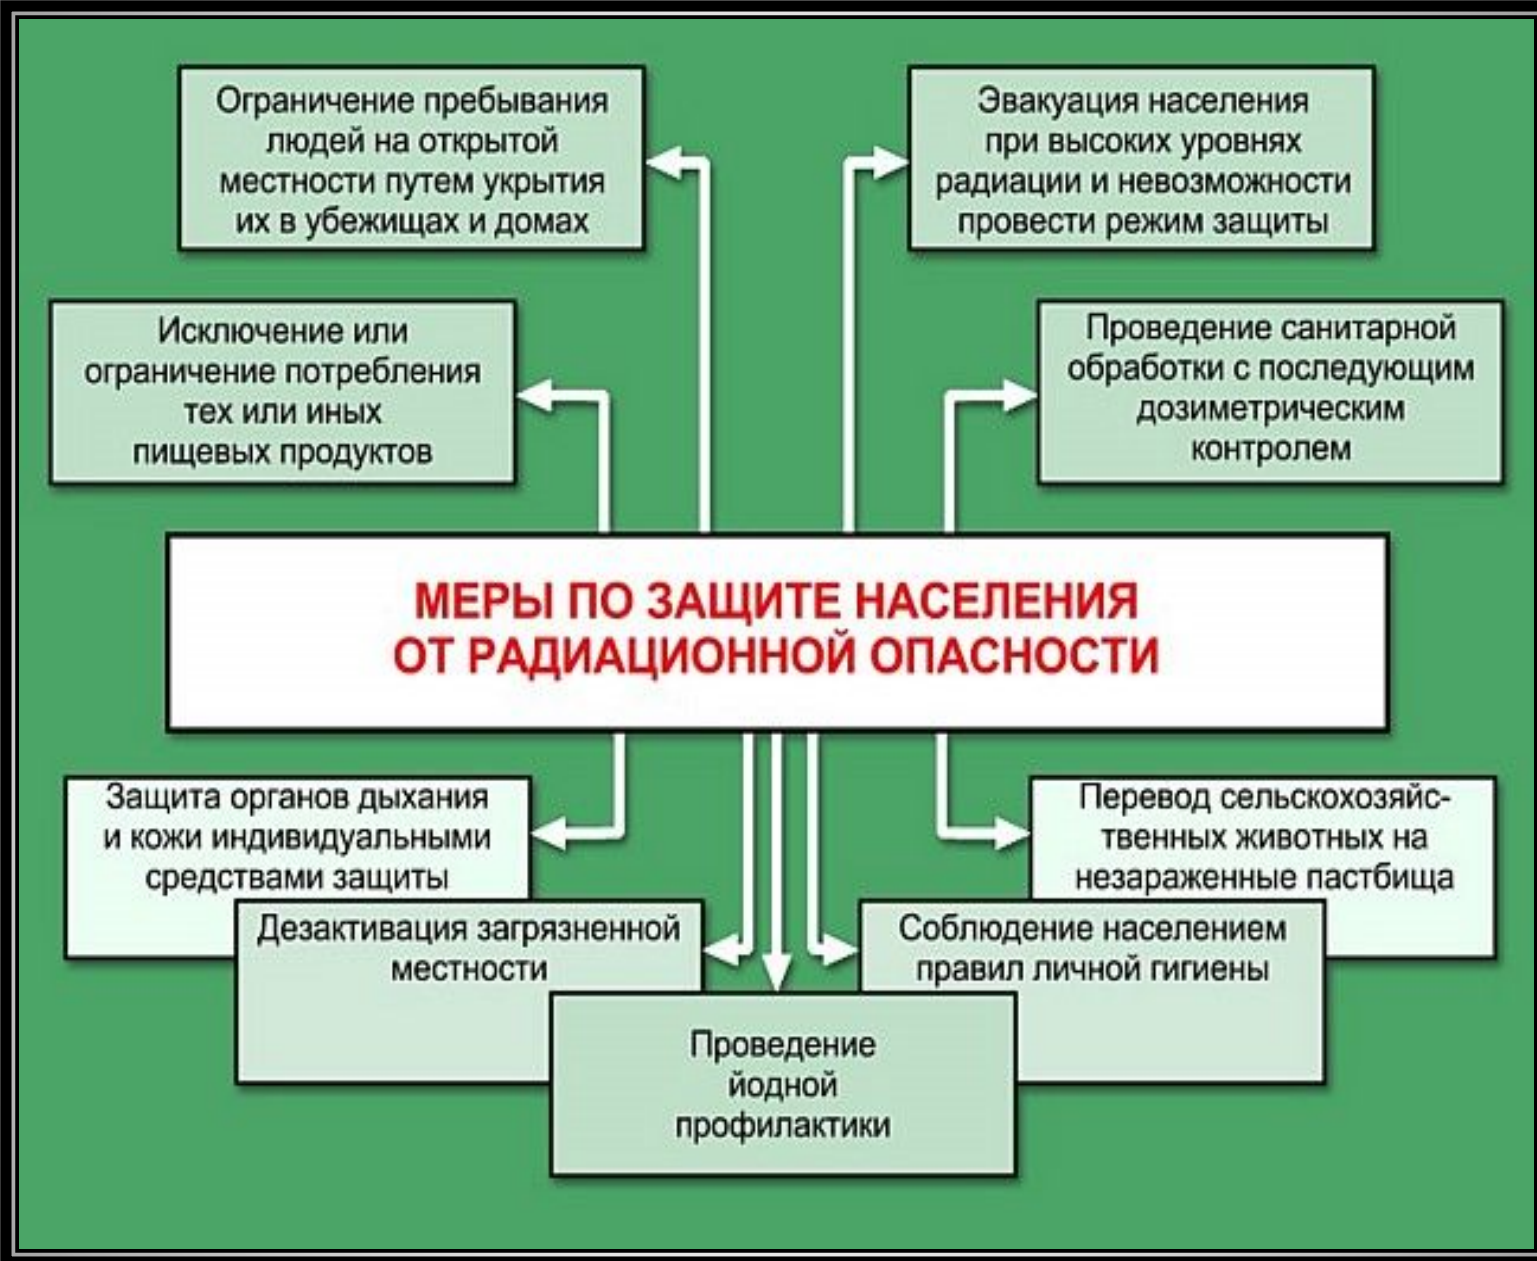 Ограничение пребывания
людей на открытой
местности путем укрытия
их в убежищах и домах
Эвакуация населения
при высоких уровнях
радиации и невозможности
провести режим защиты
Исключение или
ограничение потребления
тех или иных
пищевых продуктов
Проведение санитарной
обработки с последующим
дозиметрическим
контролем
МЕРЫ ПО ЗАЩИТЕ НАСЕЛЕНИЯ
ОТ РАДИАЦИОННОЙ ОПАСНОСТИ
Защита органов дыхания
и кожи индивидуальными
средствами защиты
Перевод сельскохозяйс-
твенных животных на
незараженные пастбища
Дезактивация загрязненной
местности
Соблюдение населением
правил личной гигиены
Проведение
йодной
профилактики